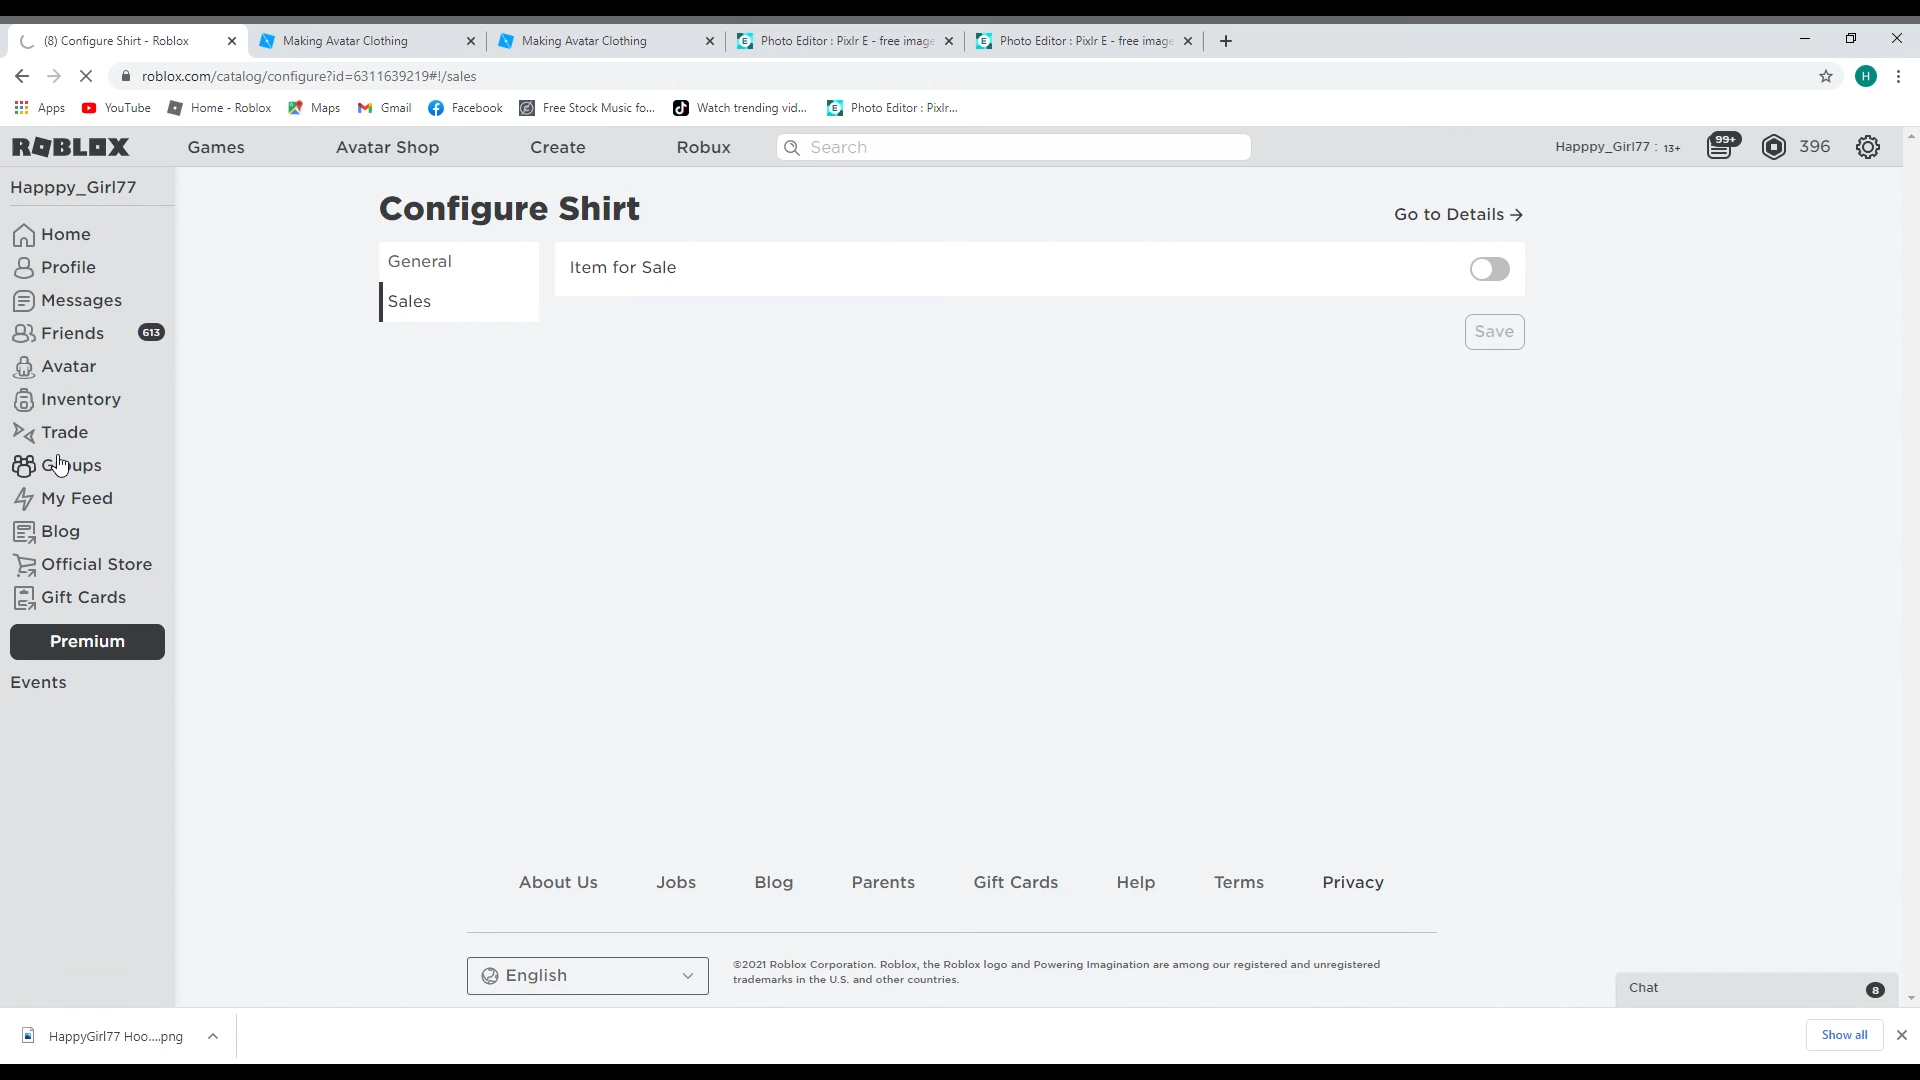 (8) Configure Shirt - Roblox
Making Avatar Clothing
Making Avatar Clothing
Photo Editor : Pixlr E - free image
Photo Editor : Pixlr E - free image
roblox.com/catalog/configure?id=6311639219#!/sales
H
Apps
YouTube
Home - Roblox
Maps
Gmail
Facebook
Free Stock Music fo...
Watch trending vid...
Photo Editor : Pixlr...
ROBLOX
Games
Avatar Shop
Create
Robux
Search
Happpy_Girl77 : 13+
99+
396
Happpy_Girl77
Home
Profile
Messages
Friends 613
Avatar
Inventory
Trade
Groups
My Feed
Blog
Official Store
Gift Cards
Premium
Events
Configure Shirt
Go to Details
General
Sales
Item for Sale
Save
About Us
Jobs
Blog
Parents
Gift Cards
Help
Terms
Privacy
English
©2021 Roblox Corporation. Roblox, the Roblox logo and Powering Imagination are among our registered and unregistered
trademarks in the U.S. and other countries.
Chat 8
HappyGirl77 Hoo....png
Show all